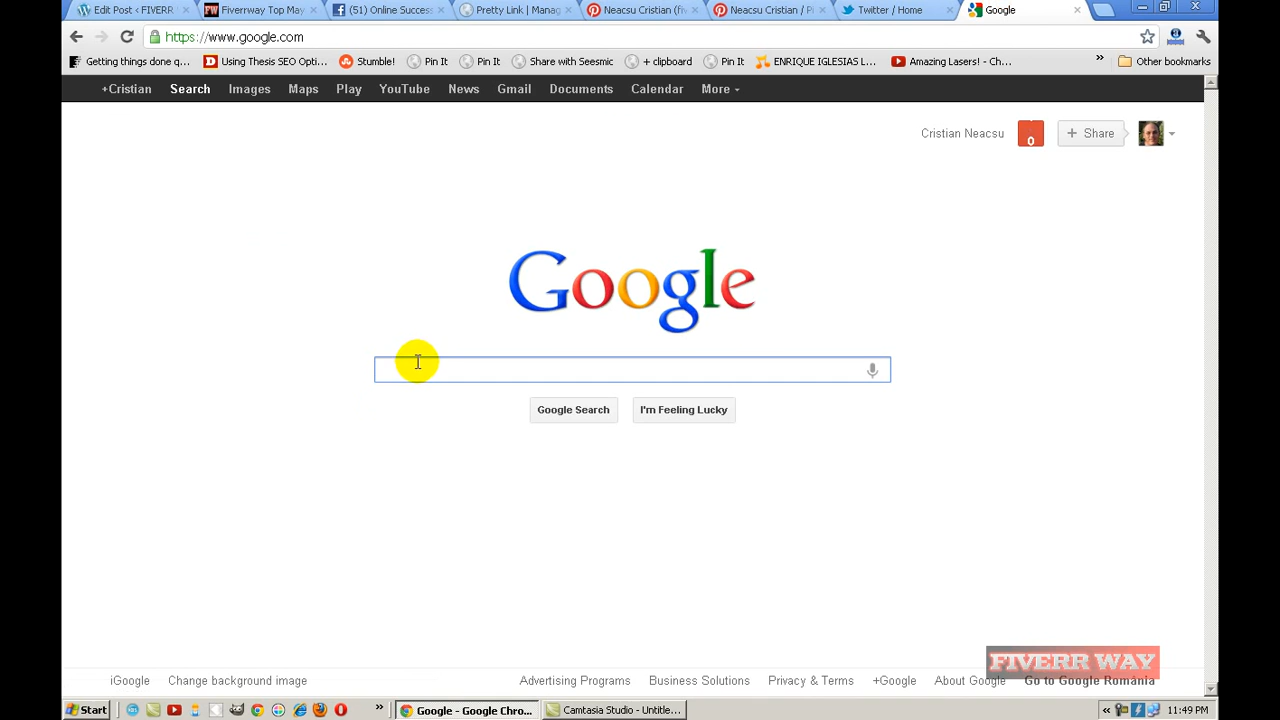 Edit Post ‹ FIVERR
Fiverrway Top May
(51) Online Success
Pretty Link | Manag
Neacsu Cristian (fiv
Neacsu Cristian / Pi
Twitter / Home
Google
https://www.google.com
Getting things done q...
Using Thesis SEO Opti...
Stumble!
Pin It
Pin It
Share with Seesmic
+ clipboard
Pin It
ENRIQUE IGLESIAS L...
Amazing Lasers! - Ch...
»
Other bookmarks
+Cristian
Search
Images
Maps
Play
YouTube
News
Gmail
Documents
Calendar
More
Cristian Neacsu
0
+ Share
Google
Google Search
I'm Feeling Lucky
FIVERR WAY
iGoogle
Change background image
Advertising Programs
Business Solutions
Privacy & Terms
+Google
About Google
Go to Google România
Start
»
Google - Google Chro...
Camtasia Studio - Untitle...
«
11:49 PM